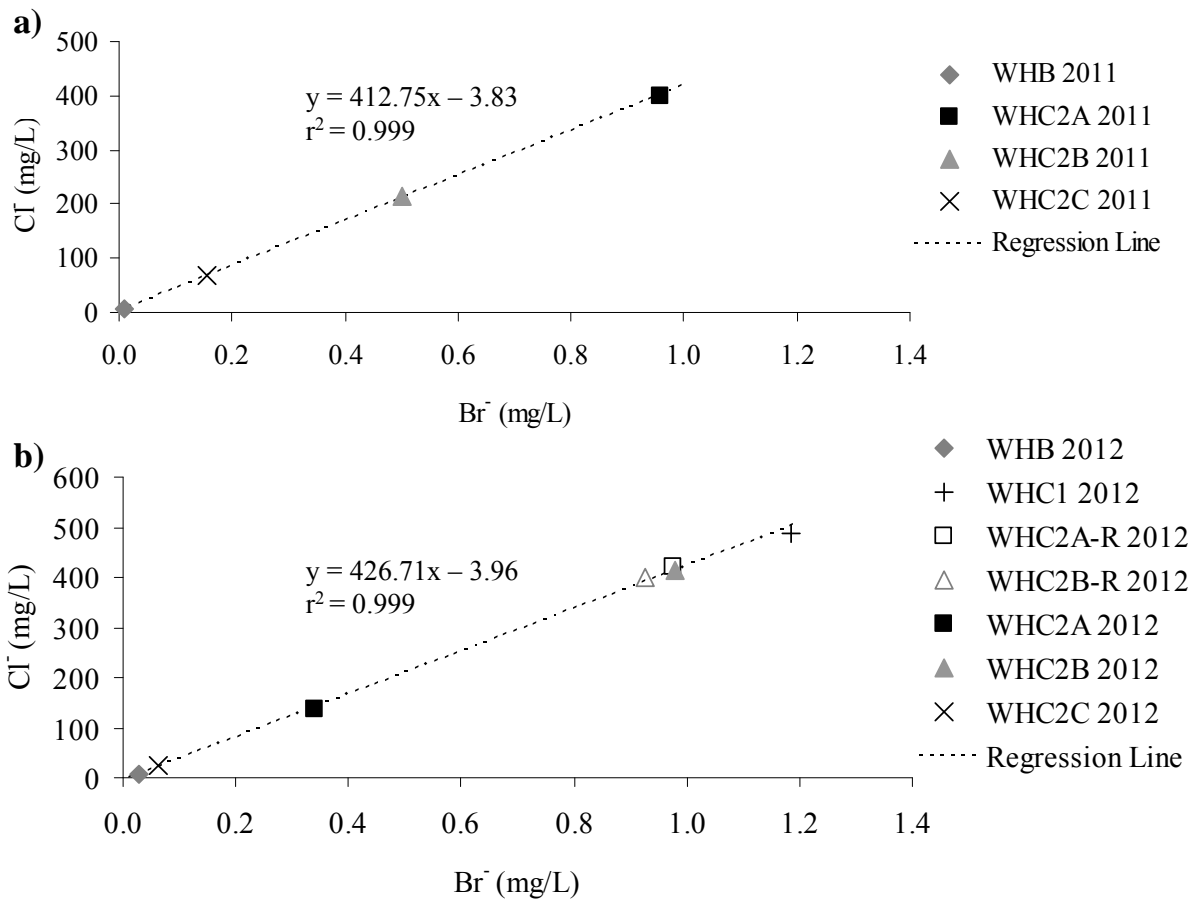 a)
500
400
300
200
100
0
Cl⁻ (mg/L)
y = 412.75x – 3.83
r² = 0.999
0.0 0.2 0.4 0.6 0.8 1.0 1.2 1.4
Br⁻ (mg/L)
WHB 2011
WHC2A 2011
WHC2B 2011
WHC2C 2011
Regression Line
b)
600
500
400
300
200
100
0
Cl⁻ (mg/L)
y = 426.71x – 3.96
r² = 0.999
0.0 0.2 0.4 0.6 0.8 1.0 1.2 1.4
Br⁻ (mg/L)
WHB 2012
WHC1 2012
WHC2A-R 2012
WHC2B-R 2012
WHC2A 2012
WHC2B 2012
WHC2C 2012
Regression Line